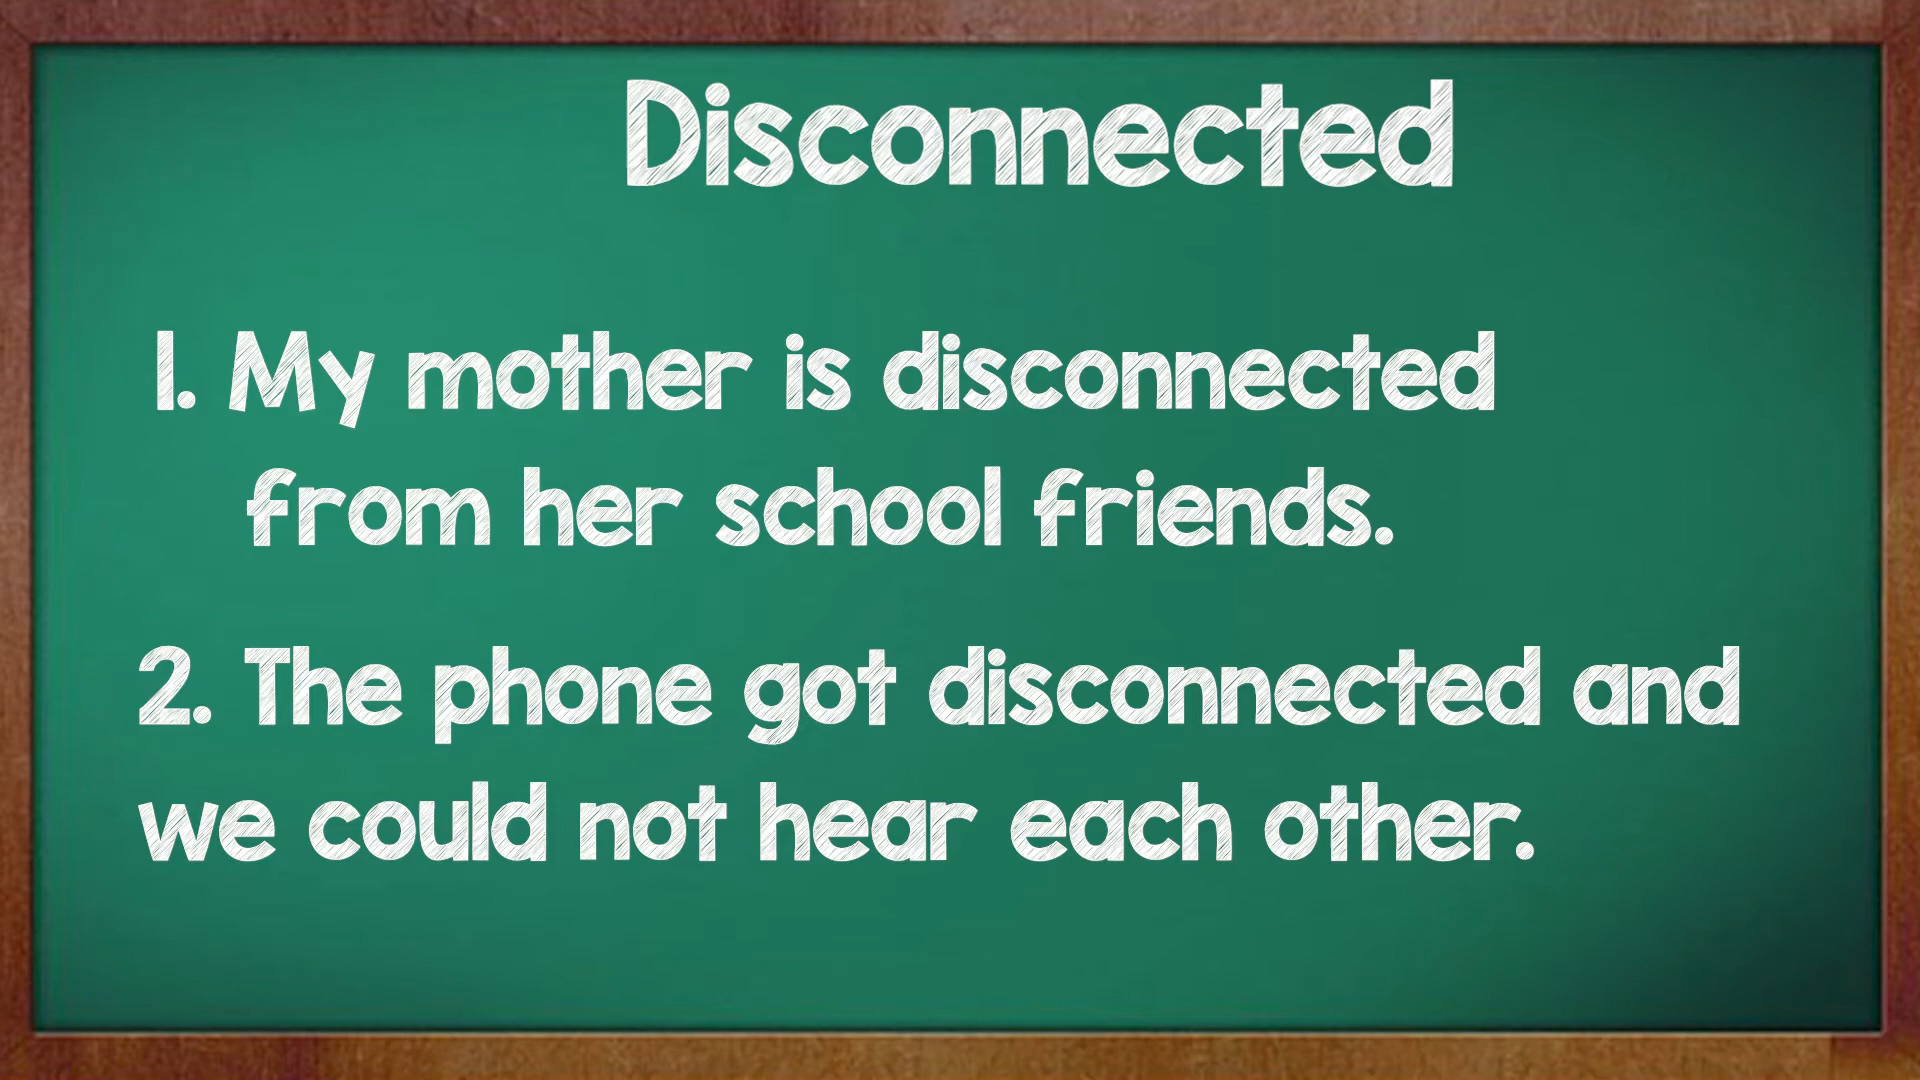 Disconnected
1. My mother is disconnected
from her school friends.
2. The phone got disconnected and
we could not hear each other.